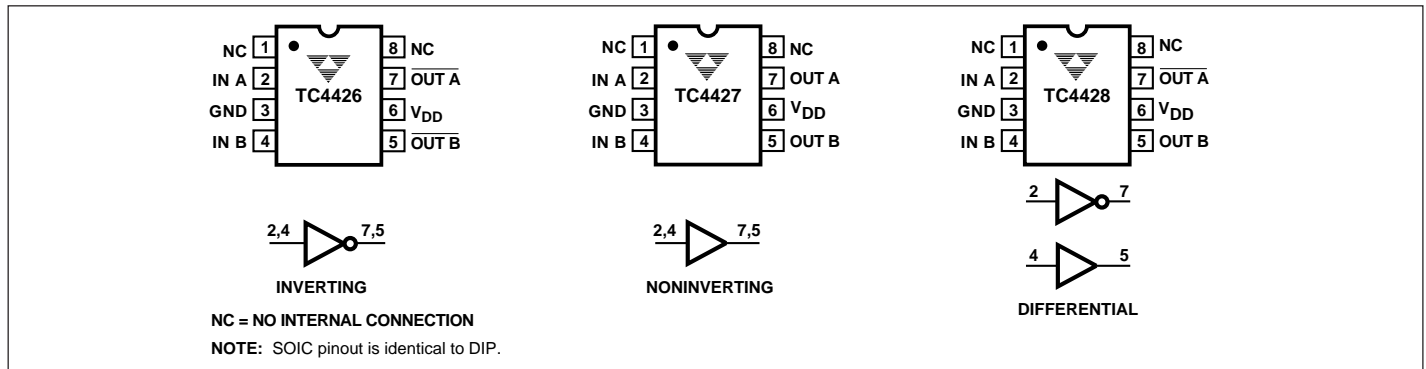 NC 1 8 NC
IN A 2 7 O̅U̅T̅ ̅A̅
TC4426
GND 3 6 VDD
IN B 4 5 O̅U̅T̅ ̅B̅
2,4 7,5
INVERTING
NC = NO INTERNAL CONNECTION
NOTE: SOIC pinout is identical to DIP.
NC 1 8 NC
IN A 2 7 OUT A
TC4427
GND 3 6 VDD
IN B 4 5 OUT B
2,4 7,5
NONINVERTING
NC 1 8 NC
IN A 2 7 O̅U̅T̅ ̅A̅
TC4428
GND 3 6 VDD
IN B 4 5 OUT B
2 7
4 5
DIFFERENTIAL